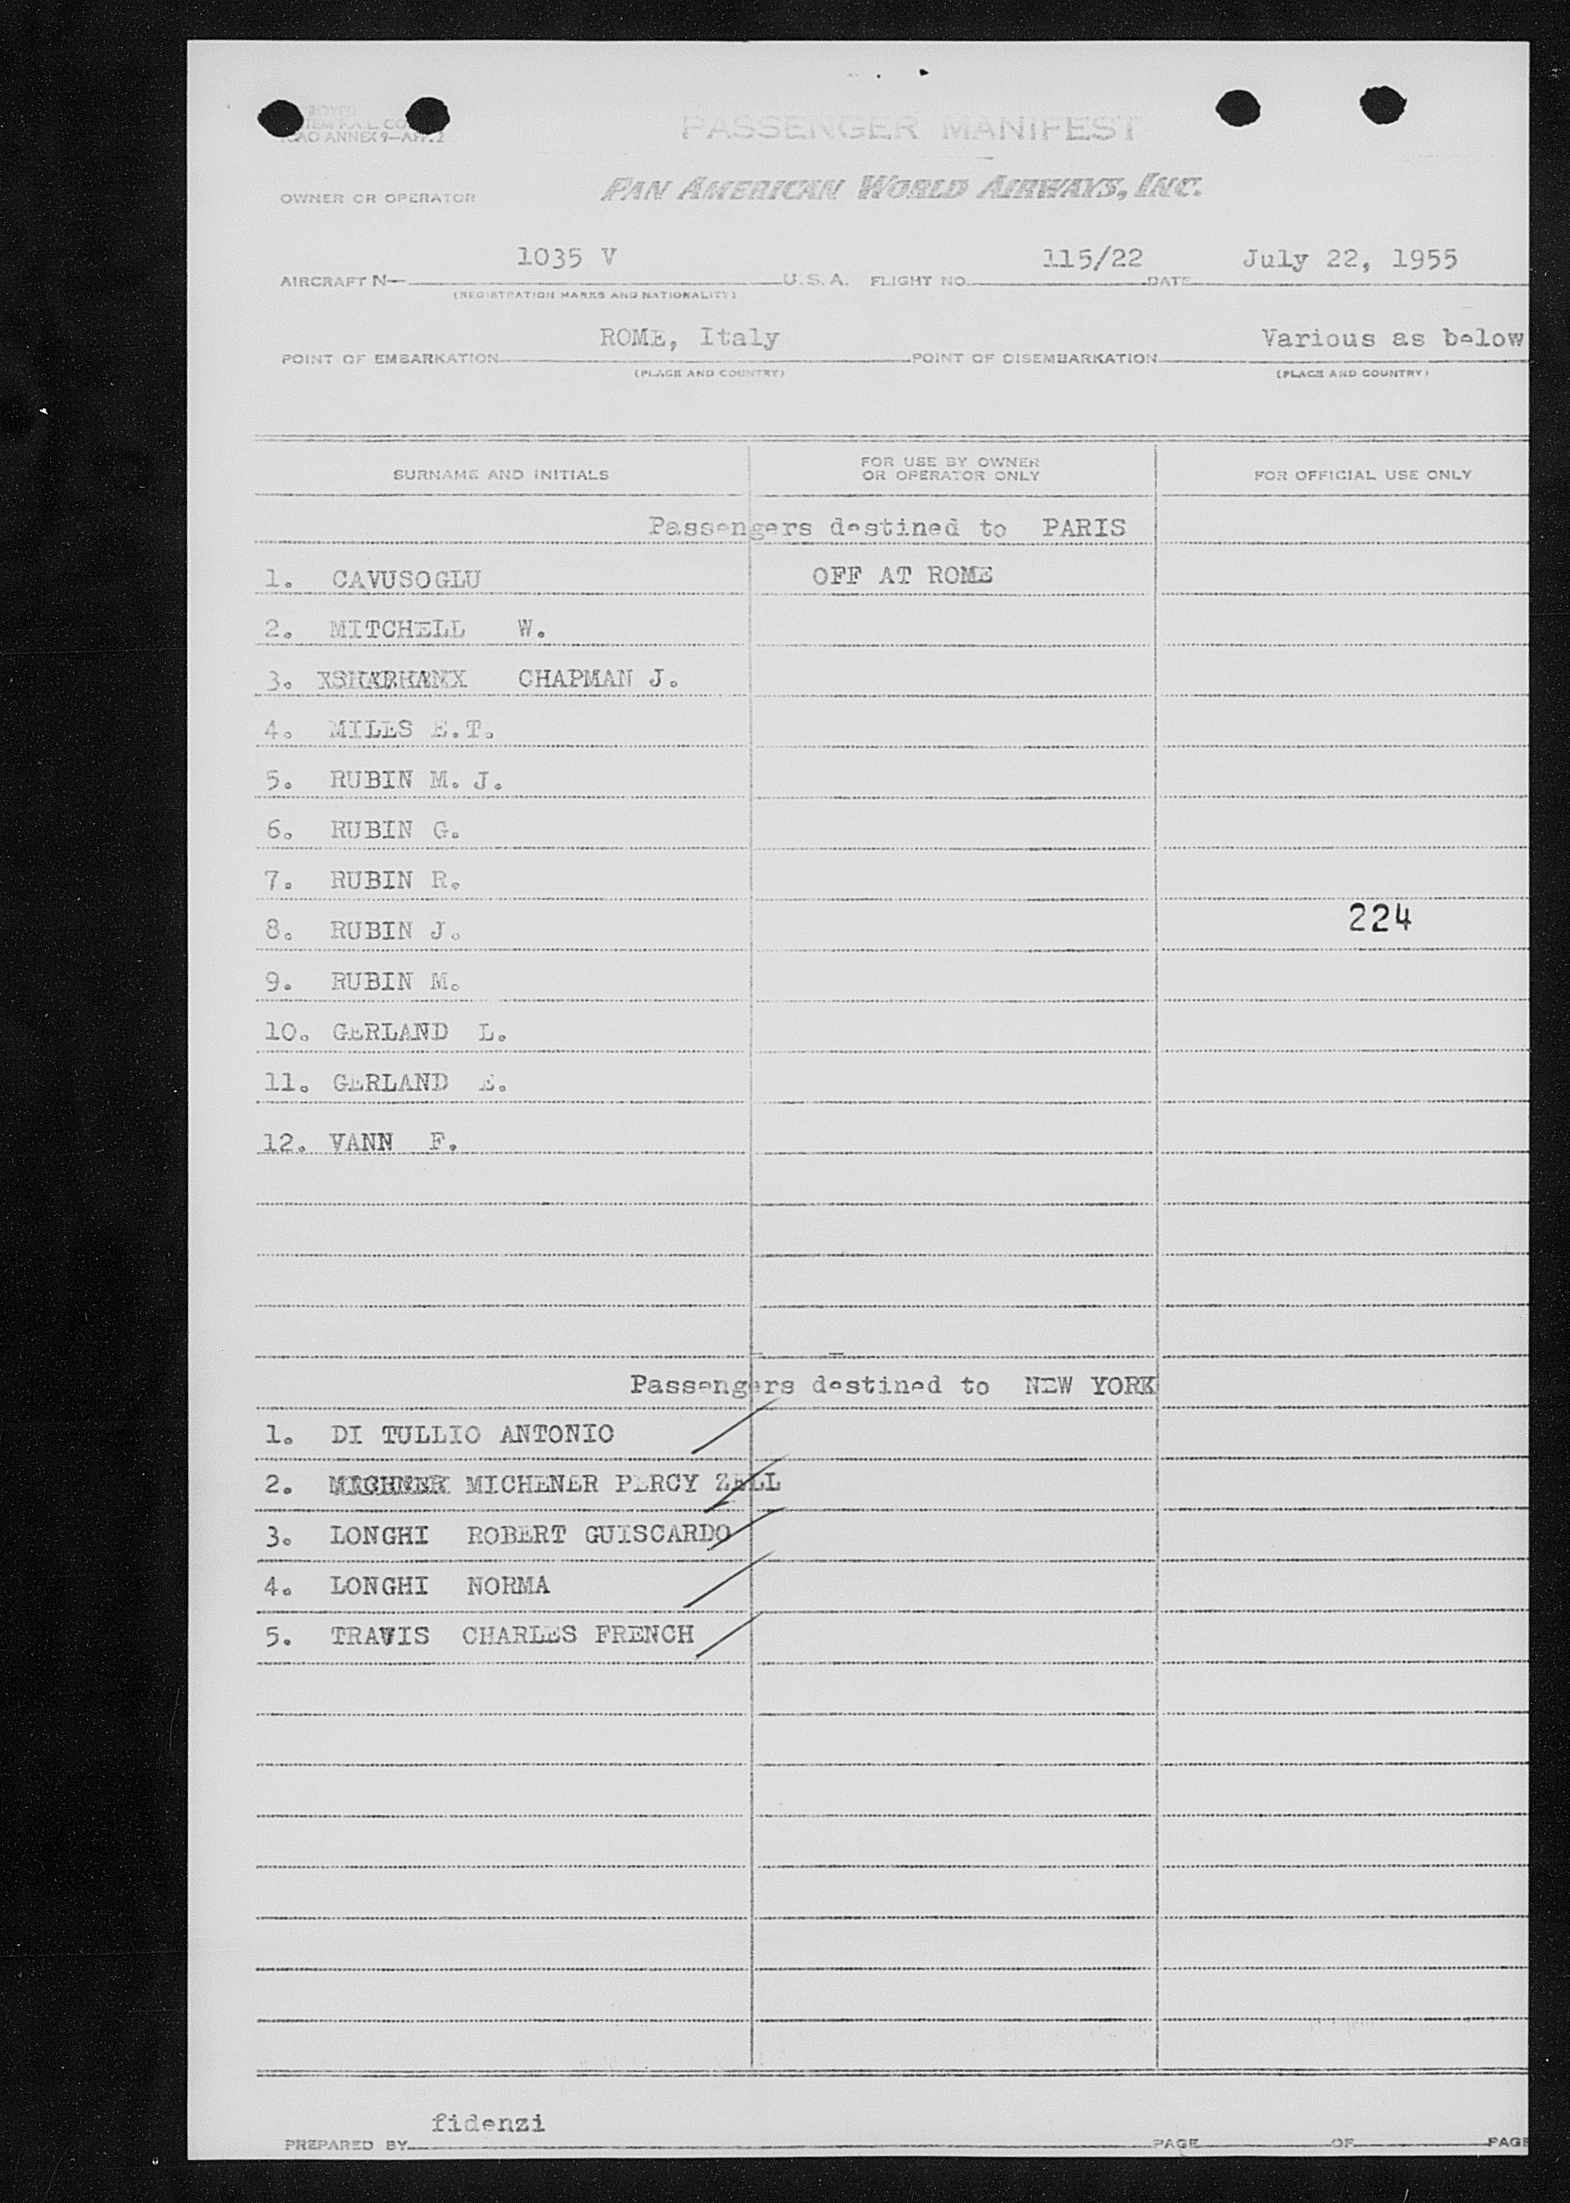 PASSENGER MANIFEST
ICAO ANNEX 9—APP. 2
OWNER OR OPERATOR PAN AMERICAN WORLD AIRWAYS, INC.
1035 V 115/22 July 22, 1955
AIRCRAFT N— U.S.A. FLIGHT NO. DATE
(REGISTRATION MARKS AND NATIONALITY)
ROME, Italy Various as below
POINT OF EMBARKATION POINT OF DISEMBARKATION
(PLACE AND COUNTRY) (PLACE AND COUNTRY)
SURNAME AND INITIALS FOR USE BY OWNER OR OPERATOR ONLY FOR OFFICIAL USE ONLY
Passengers destined to PARIS
1. CAVUSOGLU OFF AT ROME
2. MITCHELL W.
3. CHAPMAN J.
4. MILES E.T.
5. RUBIN M. J.
6. RUBIN G.
7. RUBIN R.
8. RUBIN J. 224
9. RUBIN M.
10. GERLAND L.
11. GERLAND E.
12. VANN F.
Passengers destined to NEW YORK
1. DI TULLIO ANTONIO
2. MICHENER PERCY ZELL
3. LONGHI ROBERT GUISCARDO
4. LONGHI NORMA
5. TRAVIS CHARLES FRENCH
fidenzi
PREPARED BY PAGE OF PAGE